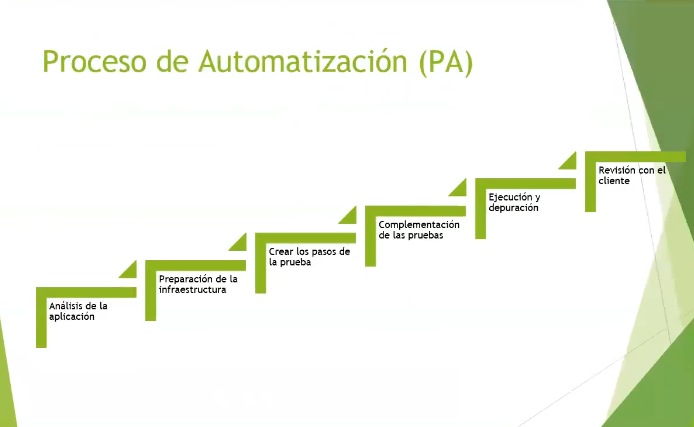 Proceso de Automatización (PA)
Análisis de la
aplicación
Preparación de la
infraestructura
Crear los pasos de
la prueba
Complementación
de las pruebas
Ejecución y
depuración
Revisión con el
cliente